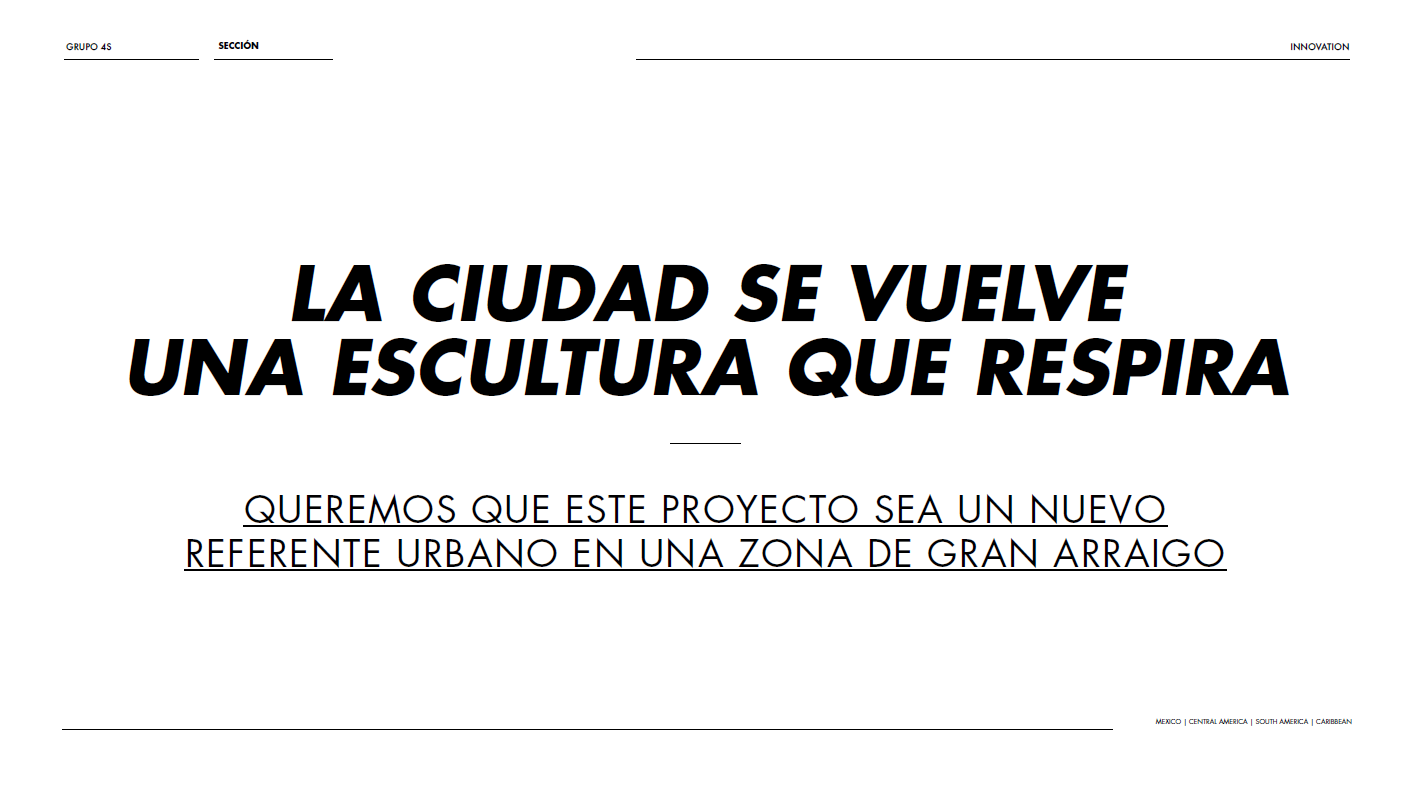 GRUPO 4S
SECCIÓN
INNOVATION
LA CIUDAD SE VUELVE
UNA ESCULTURA QUE RESPIRA
QUEREMOS QUE ESTE PROYECTO SEA UN NUEVO
REFERENTE URBANO EN UNA ZONA DE GRAN ARRAIGO
MEXICO | CENTRAL AMERICA | SOUTH AMERICA | CARIBBEAN